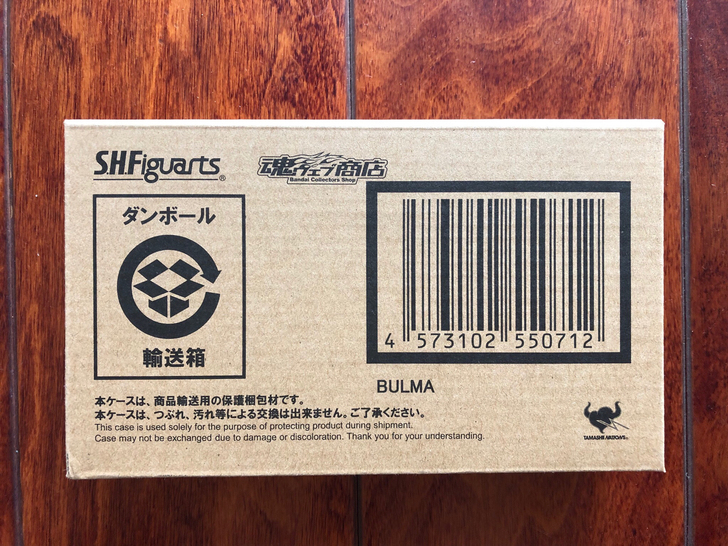 S.H.Figuarts®
魂ウェブ商店
Bandai Collectors Shop
ダンボール
輸送箱
4 573102 550712
BULMA
本ケースは、商品輸送用の保護梱包材です。
本ケースは、つぶれ、汚れ等による交換は出来ません。ご了承ください。
This case is used solely for the purpose of protecting product during shipment.
Case may not be exchanged due to damage or discoloration. Thank you for your understanding.
TAMASHII NATIONS